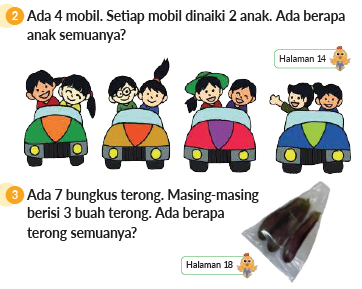 2 Ada 4 mobil. Setiap mobil dinaiki 2 anak. Ada berapa
anak semuanya?
Halaman 14
3 Ada 7 bungkus terong. Masing-masing
berisi 3 buah terong. Ada berapa
terong semuanya?
Halaman 18